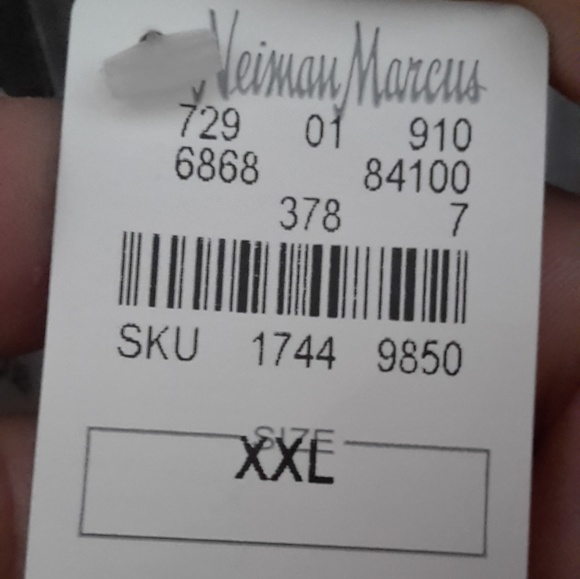 Neiman Marcus
729 01 910
6868 84100
378 7
SKU 1744 9850
SIZE
XXL